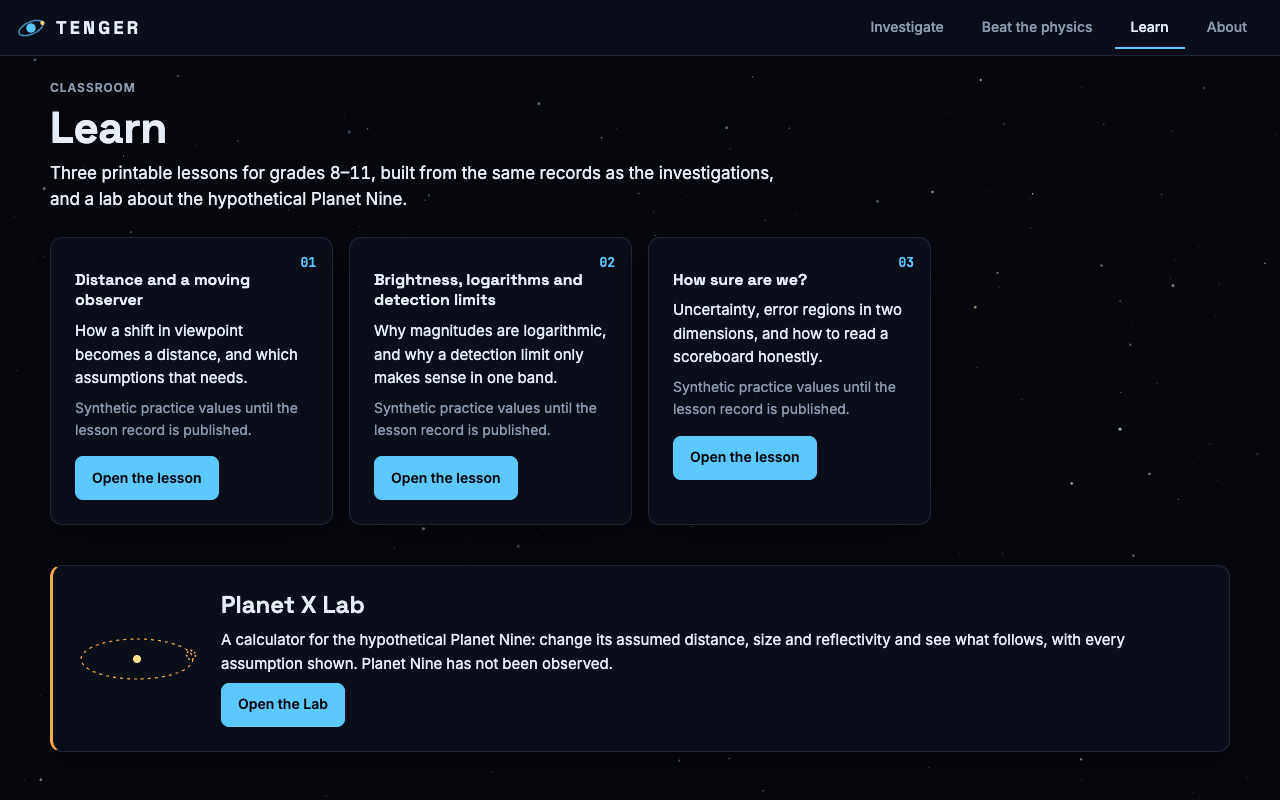 TENGER
Investigate
Beat the physics
Learn
About
CLASSROOM
Learn
Three printable lessons for grades 8–11, built from the same records as the investigations,
and a lab about the hypothetical Planet Nine.
01
Distance and a moving
observer
How a shift in viewpoint
becomes a distance, and which
assumptions that needs.
Synthetic practice values until the
lesson record is published.
Open the lesson
02
Brightness, logarithms and
detection limits
Why magnitudes are logarithmic,
and why a detection limit only
makes sense in one band.
Synthetic practice values until the
lesson record is published.
Open the lesson
03
How sure are we?
Uncertainty, error regions in two
dimensions, and how to read a
scoreboard honestly.
Synthetic practice values until the
lesson record is published.
Open the lesson
Planet X Lab
A calculator for the hypothetical Planet Nine: change its assumed distance, size and reflectivity and see what follows, with every
assumption shown. Planet Nine has not been observed.
Open the Lab